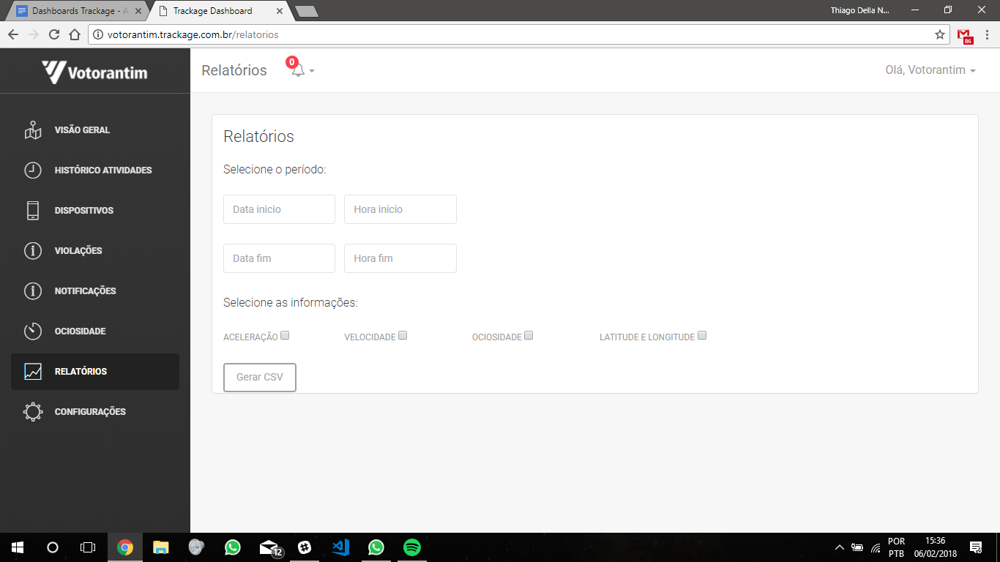 Dashboards Trackage - A
Trackage Dashboard
Thiago Della N...
votorantim.trackage.com.br/relatorios
86
Votorantim
Relatórios
0
Olá, Votorantim
VISÃO GERAL
HISTÓRICO ATIVIDADES
DISPOSITIVOS
VIOLAÇÕES
NOTIFICAÇÕES
OCIOSIDADE
RELATÓRIOS
CONFIGURAÇÕES
Relatórios
Selecione o período:
Data inicio Hora inicio
Data fim Hora fim
Selecione as informações:
ACELERAÇÃO VELOCIDADE OCIOSIDADE LATITUDE E LONGITUDE
Gerar CSV
12
POR
PTB
15:36
06/02/2018